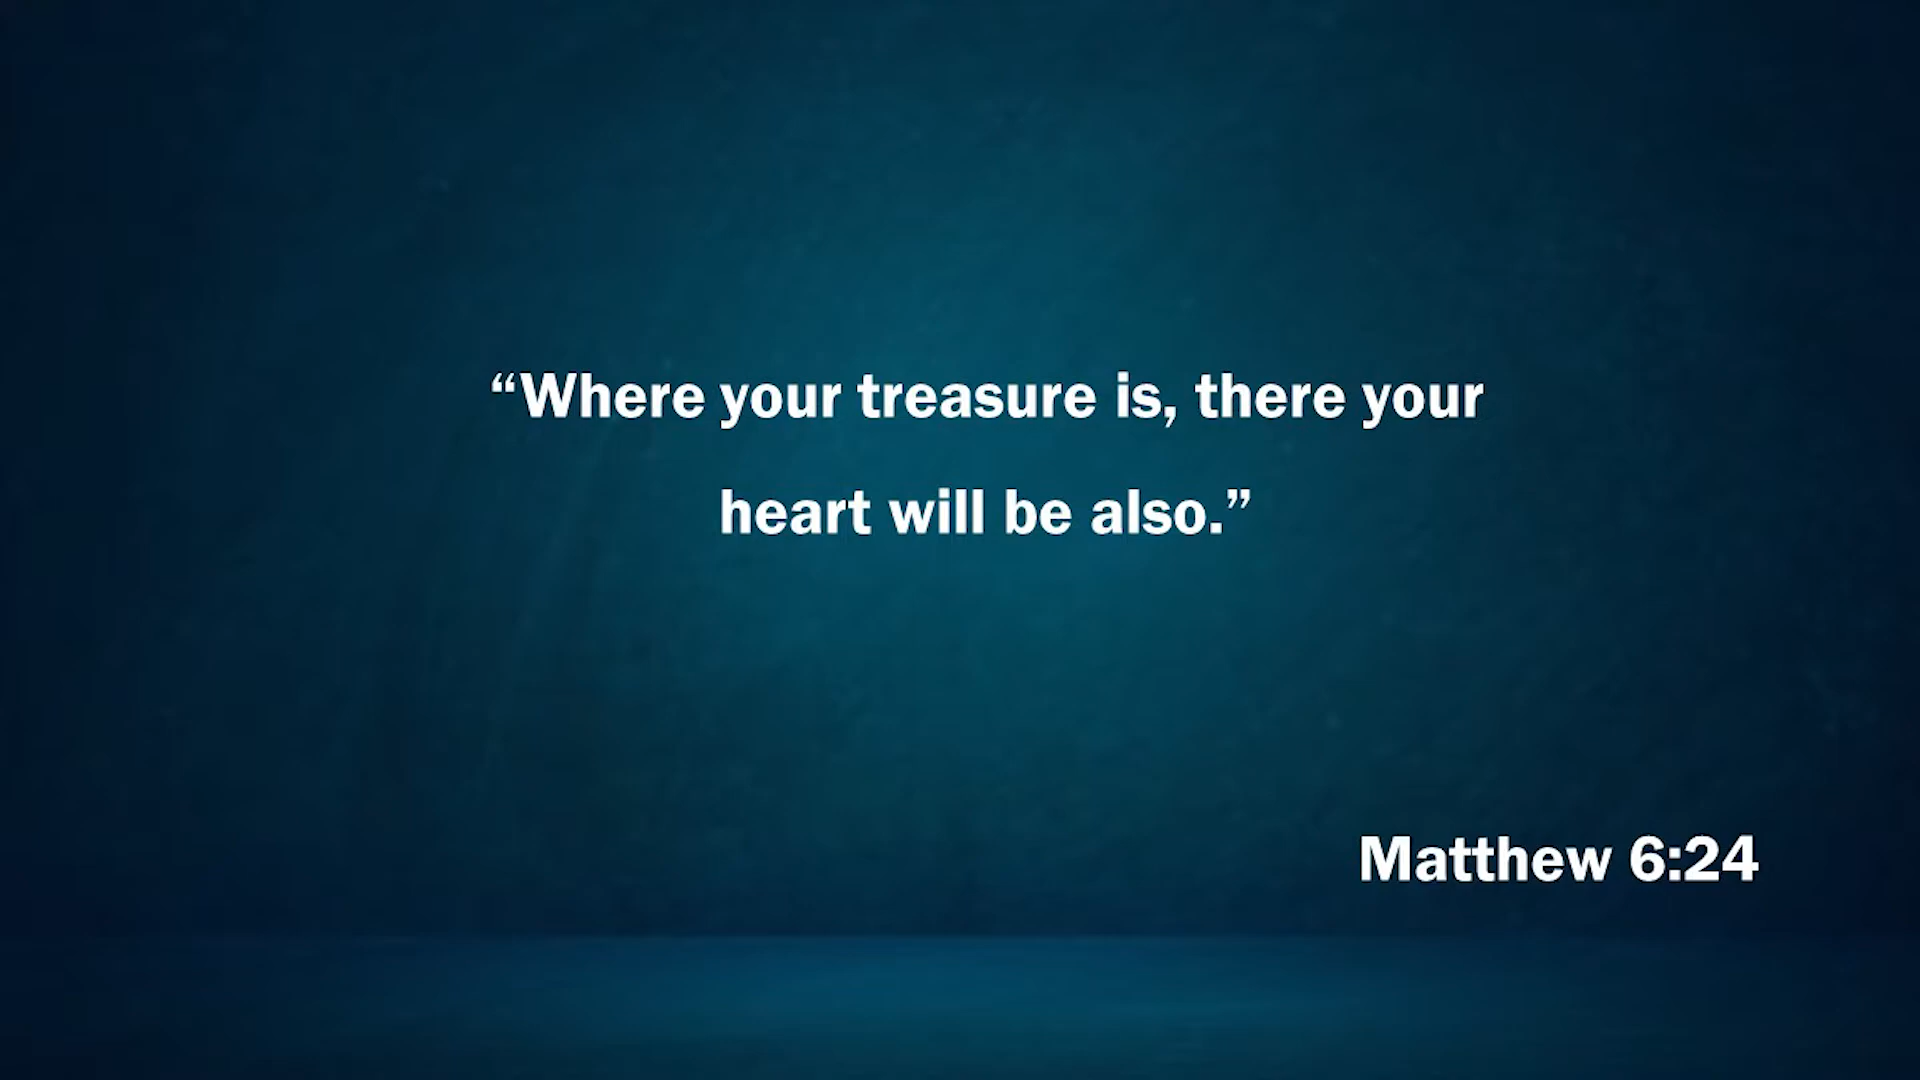 “Where your treasure is, there your
heart will be also.”
Matthew 6:24